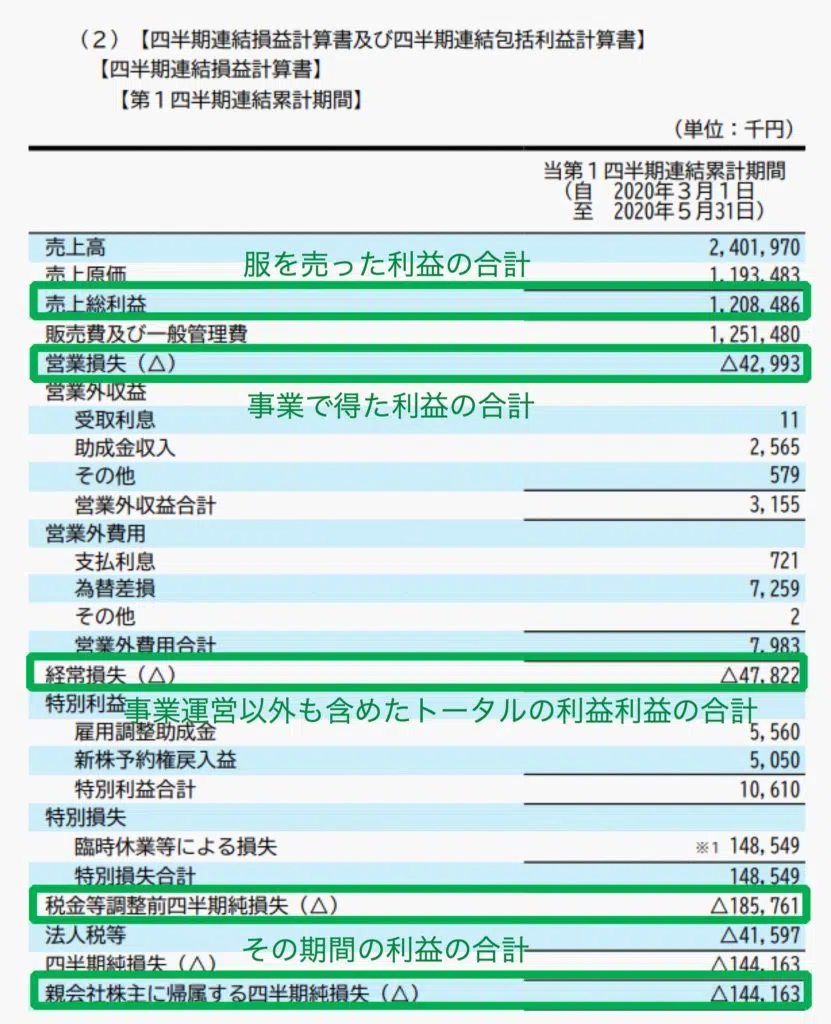 （２）【四半期連結損益計算書及び四半期連結包括利益計算書】
【四半期連結損益計算書】
【第１四半期連結累計期間】
（単位：千円）
当第１四半期連結累計期間
（自　2020年３月１日
至　2020年５月31日）
売上高 2,401,970
服を売った利益の合計
売上原価 1,193,483
売上総利益 1,208,486
販売費及び一般管理費 1,251,480
営業損失（△） △42,993
営業外収益
事業で得た利益の合計
受取利息 11
助成金収入 2,565
その他 579
営業外収益合計 3,155
営業外費用
支払利息 721
為替差損 7,259
その他 2
営業外費用合計 7,983
経常損失（△） △47,822
特別利益
事業運営以外も含めたトータルの利益利益の合計
雇用調整助成金 5,560
新株予約権戻入益 5,050
特別利益合計 10,610
特別損失
臨時休業等による損失 ※1 148,549
特別損失合計 148,549
税金等調整前四半期純損失（△） △185,761
法人税等 △41,597
その期間の利益の合計
四半期純損失（△） △144,163
親会社株主に帰属する四半期純損失（△） △144,163